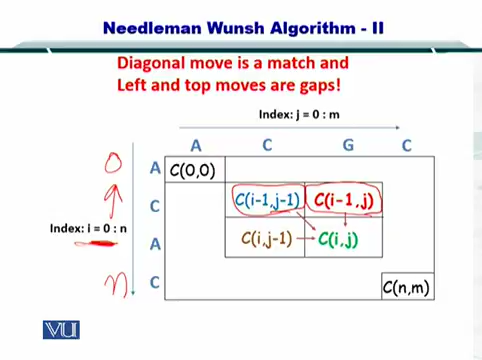 Needleman Wunsh Algorithm - II
Diagonal move is a match and
Left and top moves are gaps!
Index: j = 0 : m
A C G C
A C(0,0)
0
C C(i-1,j-1) C(i-1,j)
Index: i = 0 : n
A C(i,j-1) C(i,j)
n
C C(n,m)
VU